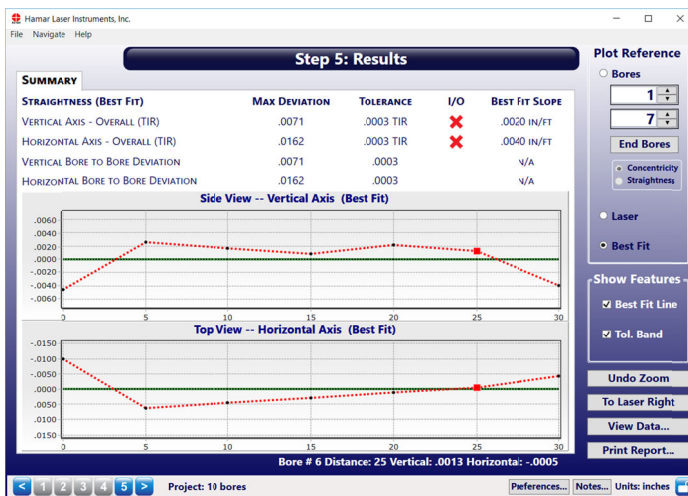 Hamar Laser Instruments, Inc.
File Navigate Help
Step 5: Results
SUMMARY
STRAIGHTNESS (BEST FIT) MAX DEVIATION TOLERANCE I/O BEST FIT SLOPE
VERTICAL AXIS - OVERALL (TIR) .0071 .0003 TIR .0020 IN/FT
HORIZONTAL AXIS - OVERALL (TIR) .0162 .0003 TIR .0040 IN/FT
VERTICAL BORE TO BORE DEVIATION .0071 .0003 N/A
HORIZONTAL BORE TO BORE DEVIATION .0162 .0003 N/A
Side View -- Vertical Axis (Best Fit)
.0060
.0040
.0020
.0000
-.0020
-.0040
-.0060
0 5 10 15 20 25 30
Top View -- Horizontal Axis (Best Fit)
-.0150
-.0100
-.0050
.0000
.0050
.0100
.0150
0 5 10 15 20 25 30
Bore # 6 Distance: 25 Vertical: .0013 Horizontal: -.0005
Plot Reference
Bores
1
7
End Bores
Concentricity
Straightness
Laser
Best Fit
Show Features
Best Fit Line
Tol. Band
Undo Zoom
To Laser Right
View Data...
Print Report...
< 1 2 3 4 5 > Project: 10 bores Preferences... Notes... Units: inches